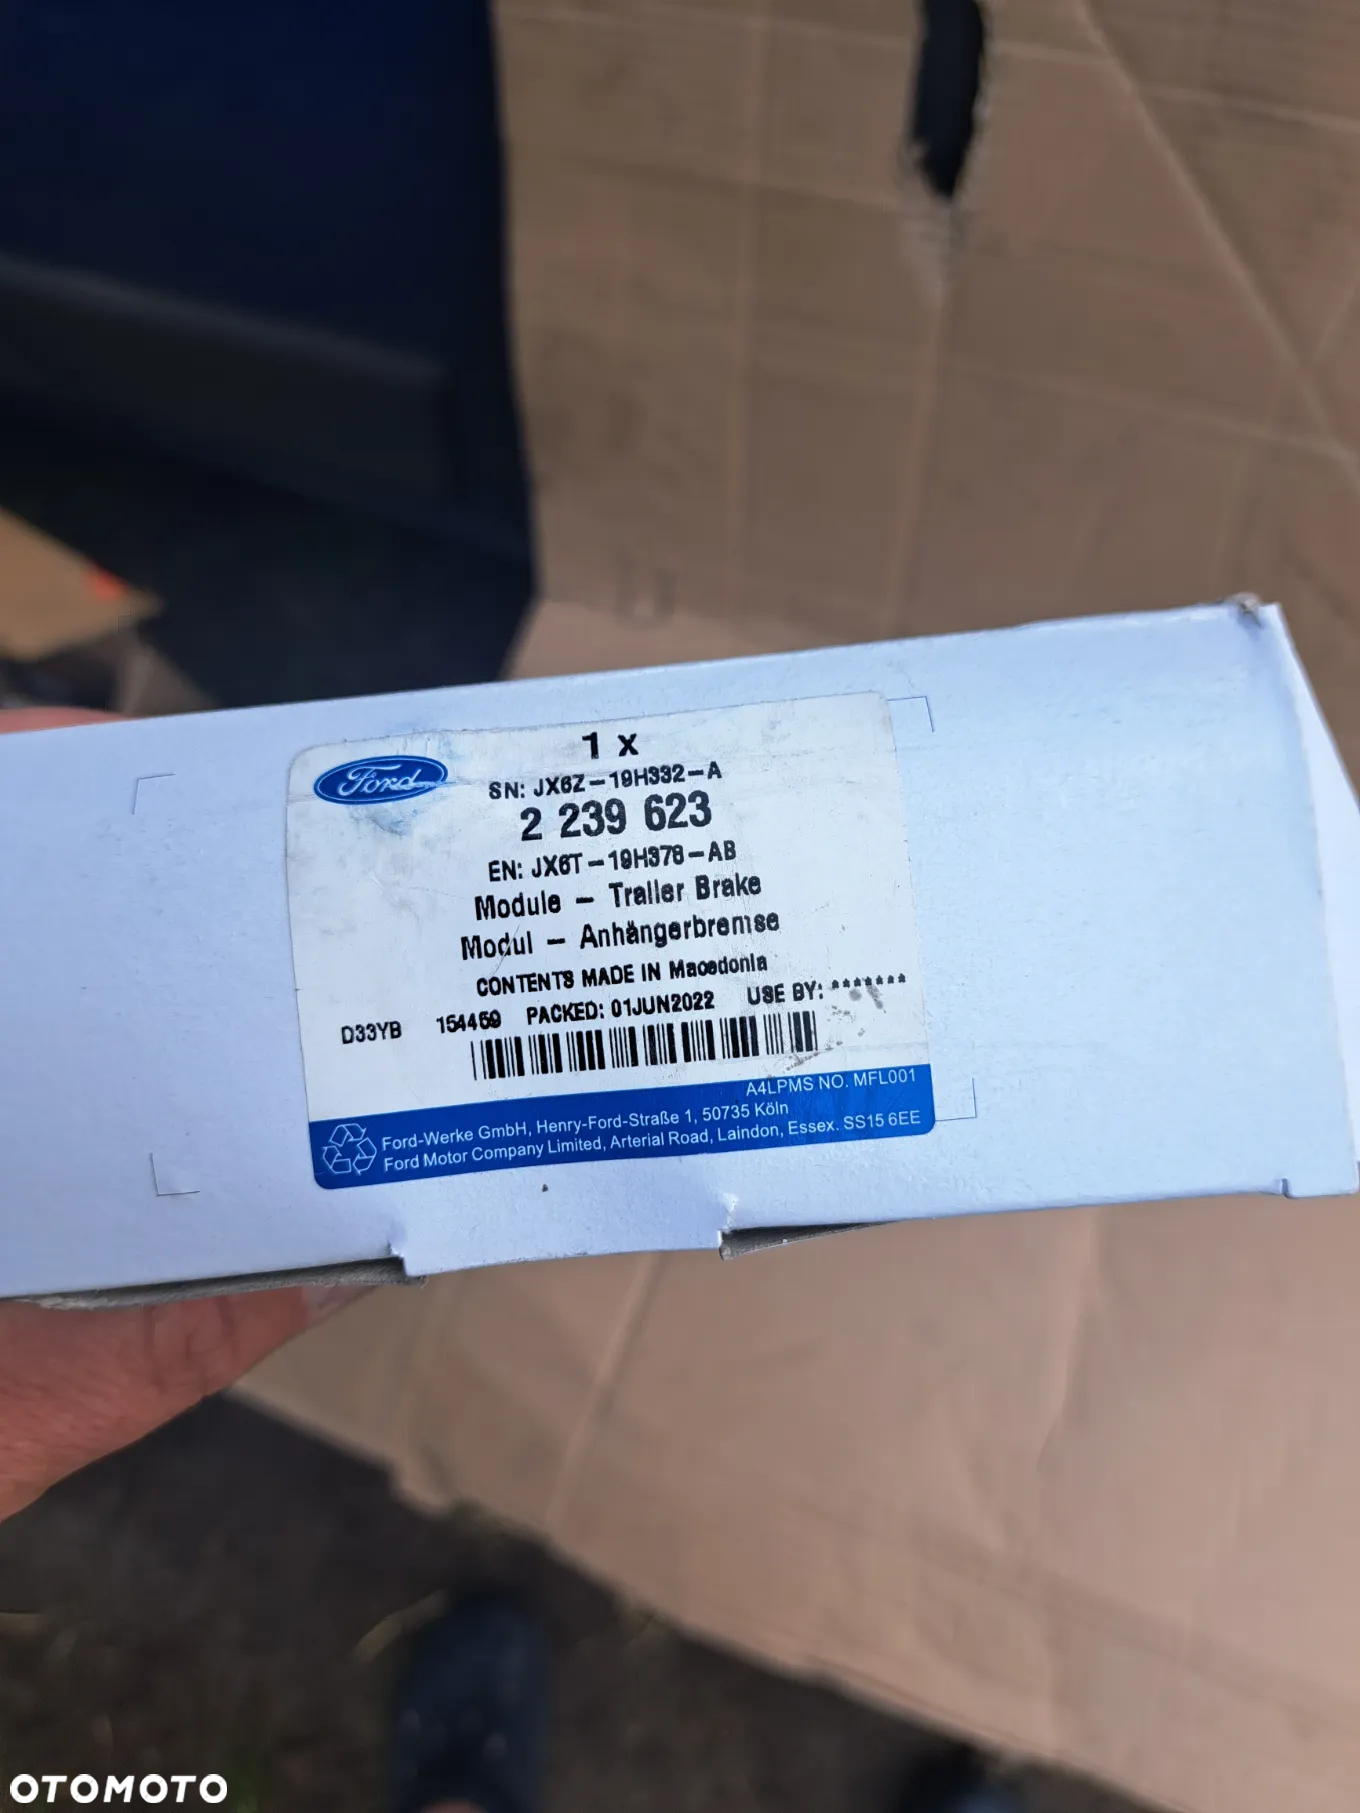 Ford
1 x
SN: JX6Z-19H332-A
2 239 623
EN: JX6T-19H378-AB
Module - Trailer Brake
Modul - Anhängerbremse
CONTENTS MADE IN Macedonia
D33YB 154469 PACKED: 01JUN2022 USE BY: *******
A4LPMS NO. MFL001
Ford-Werke GmbH, Henry-Ford-Straße 1, 50735 Köln
Ford Motor Company Limited, Arterial Road, Laindon, Essex. SS15 6EE
OTOMOTO